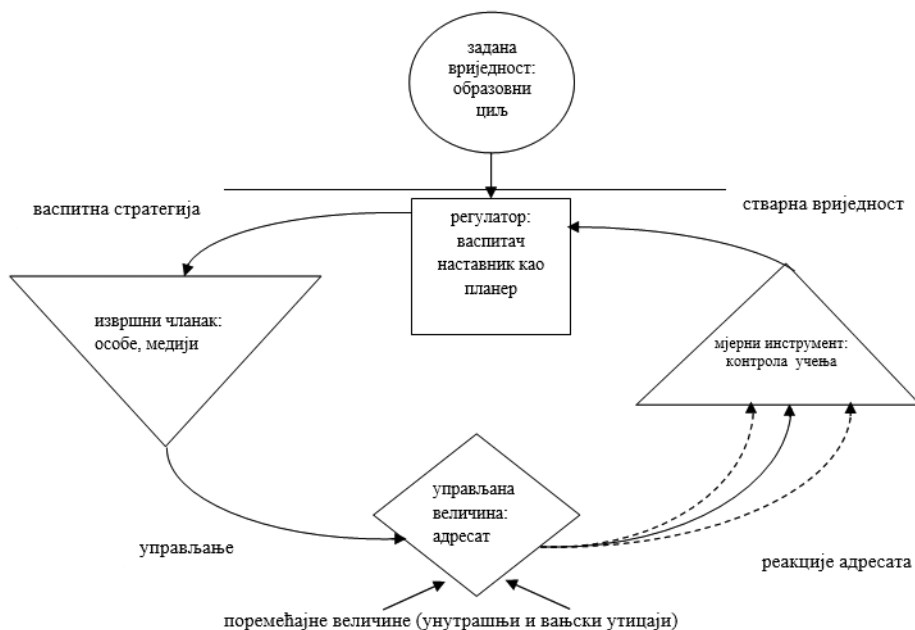 задана
вриједност:
образовни
циљ
васпитна стратегија
стварна вриједност
регулатор:
васпитач
наставник као
планер
извршни чланак:
особе, медији
мјерни инструмент:
контрола учења
управљана
величина:
адресат
управљање
реакције адресата
поремећајне величине (унутрашњи и вањски утицаји)